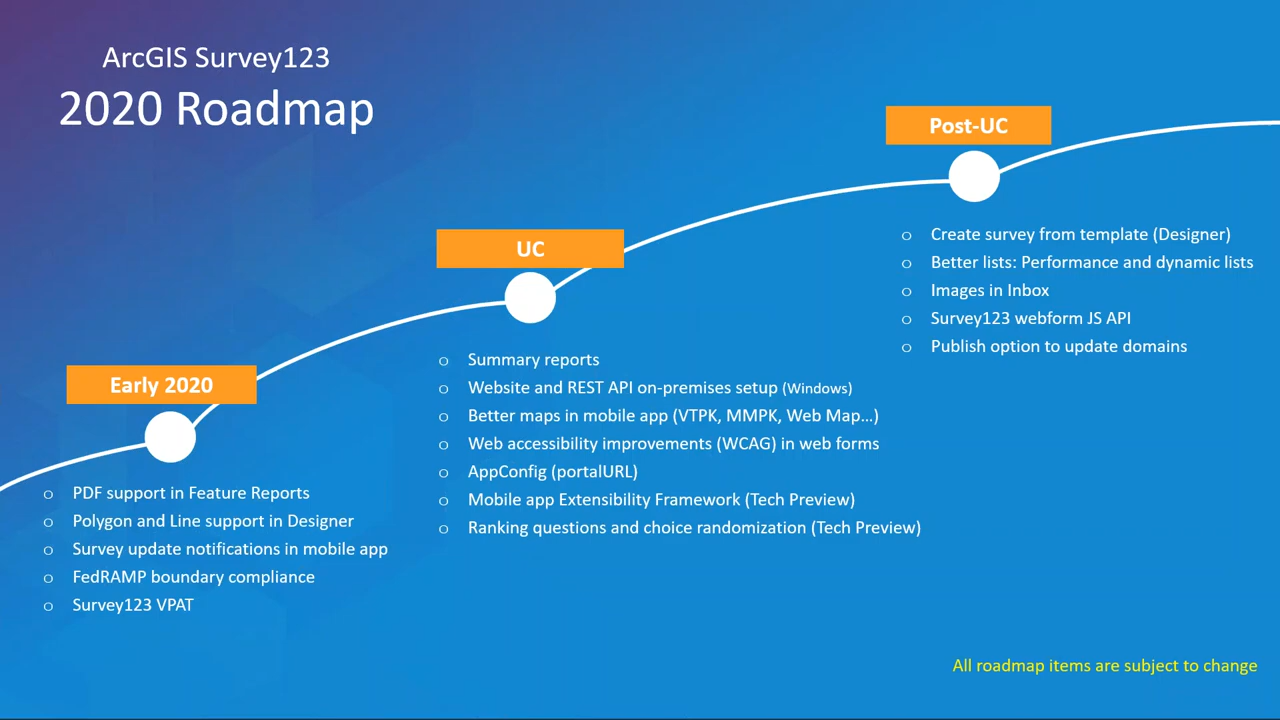 ArcGIS Survey123
2020 Roadmap
Early 2020
o PDF support in Feature Reports
o Polygon and Line support in Designer
o Survey update notifications in mobile app
o FedRAMP boundary compliance
o Survey123 VPAT
UC
o Summary reports
o Website and REST API on-premises setup (Windows)
o Better maps in mobile app (VTPK, MMPK, Web Map...)
o Web accessibility improvements (WCAG) in web forms
o AppConfig (portalURL)
o Mobile app Extensibility Framework (Tech Preview)
o Ranking questions and choice randomization (Tech Preview)
Post-UC
o Create survey from template (Designer)
o Better lists: Performance and dynamic lists
o Images in Inbox
o Survey123 webform JS API
o Publish option to update domains
All roadmap items are subject to change